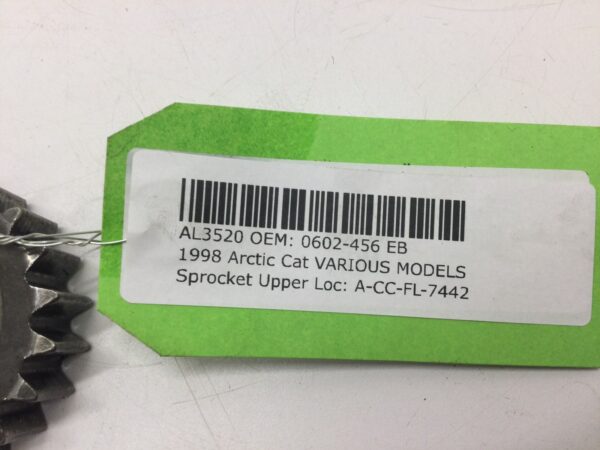 AL3520 OEM: 0602-456 EB
1998 Arctic Cat VARIOUS MODELS
Sprocket Upper Loc: A-CC-FL-7442